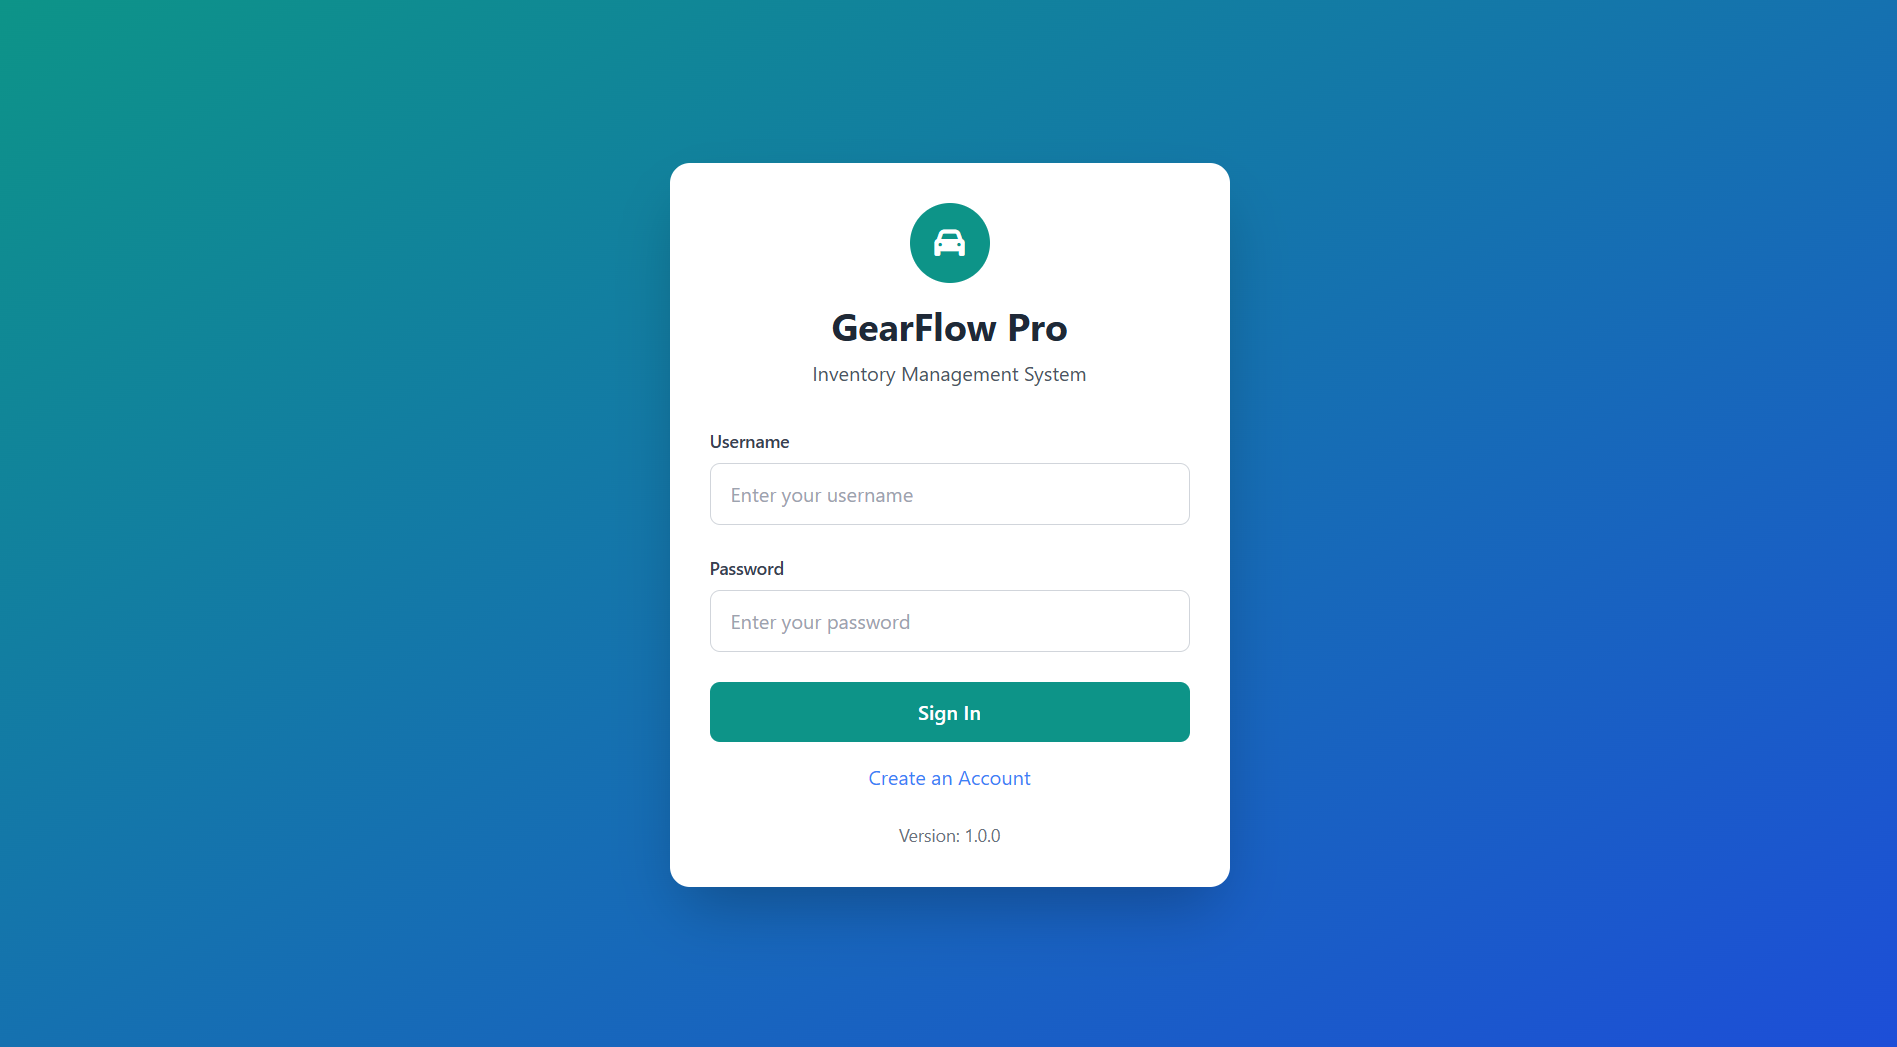 GearFlow Pro
Inventory Management System
Username
Enter your username
Password
Enter your password
Sign In
Create an Account
Version: 1.0.0